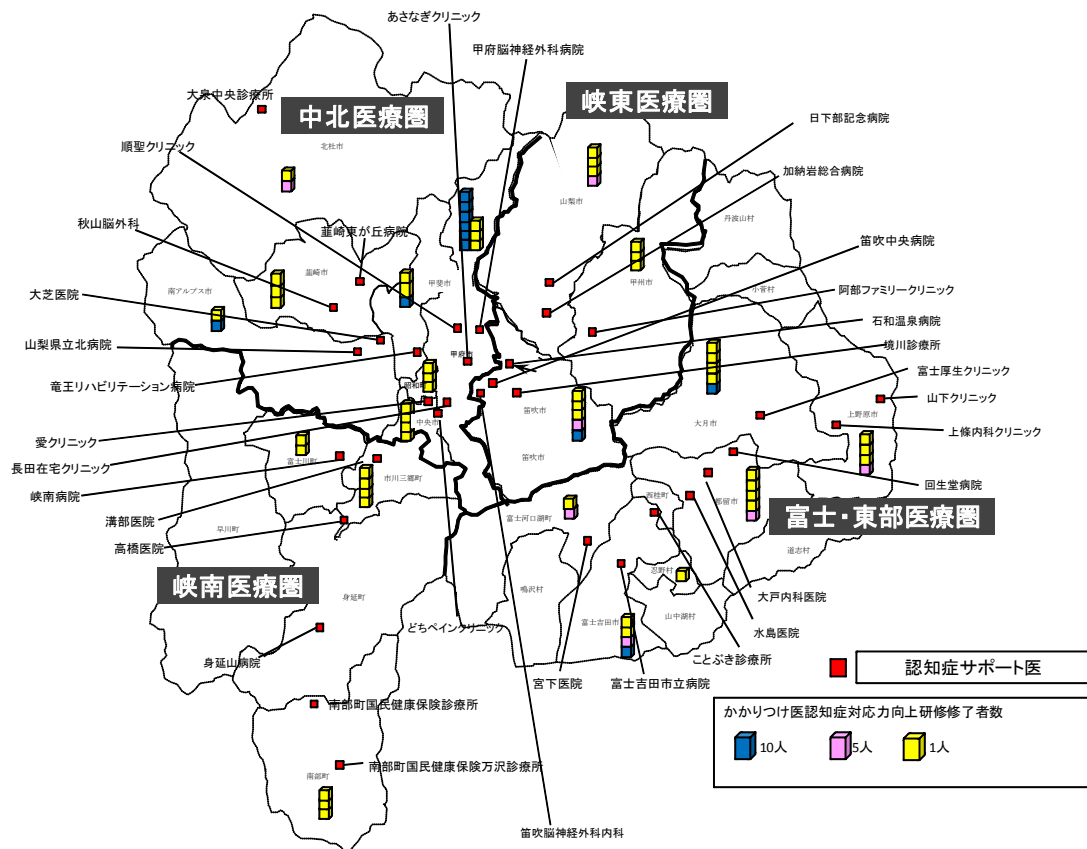 あさなぎクリニック
甲府脳神経外科病院
大泉中央診療所
中北医療圏
峡東医療圏
日下部記念病院
北杜市
順聖クリニック
加納岩総合病院
山梨市
丹波山村
秋山脳外科
韮崎東が丘病院
笛吹中央病院
韮崎市
甲斐市
甲州市
小菅村
南アルプス市
大芝医院
阿部ファミリークリニック
石和温泉病院
山梨県立北病院
甲府市
境川診療所
竜王リハビリテーション病院
昭和町
富士厚生クリニック
山下クリニック
笛吹市
上野原市
愛クリニック
中央市
大月市
上條内科クリニック
長田在宅クリニック
富士川町
笛吹市
峡南病院
市川三郷町
西桂町
都留市
回生堂病院
溝部医院
富士河口湖町
富士・東部医療圏
早川町
高橋医院
道志村
峡南医療圏
忍野村
鳴沢村
大戸内科医院
身延町
山中湖村
どちペインクリニック
富士吉田市
水島医院
ことぶき診療所
身延山病院
宮下医院
富士吉田市立病院
認知症サポート医
南部町国民健康保険診療所
かかりつけ医認知症対応力向上研修修了者数
10人
5人
1人
南部町国民健康保険万沢診療所
南部町
笛吹脳神経外科内科